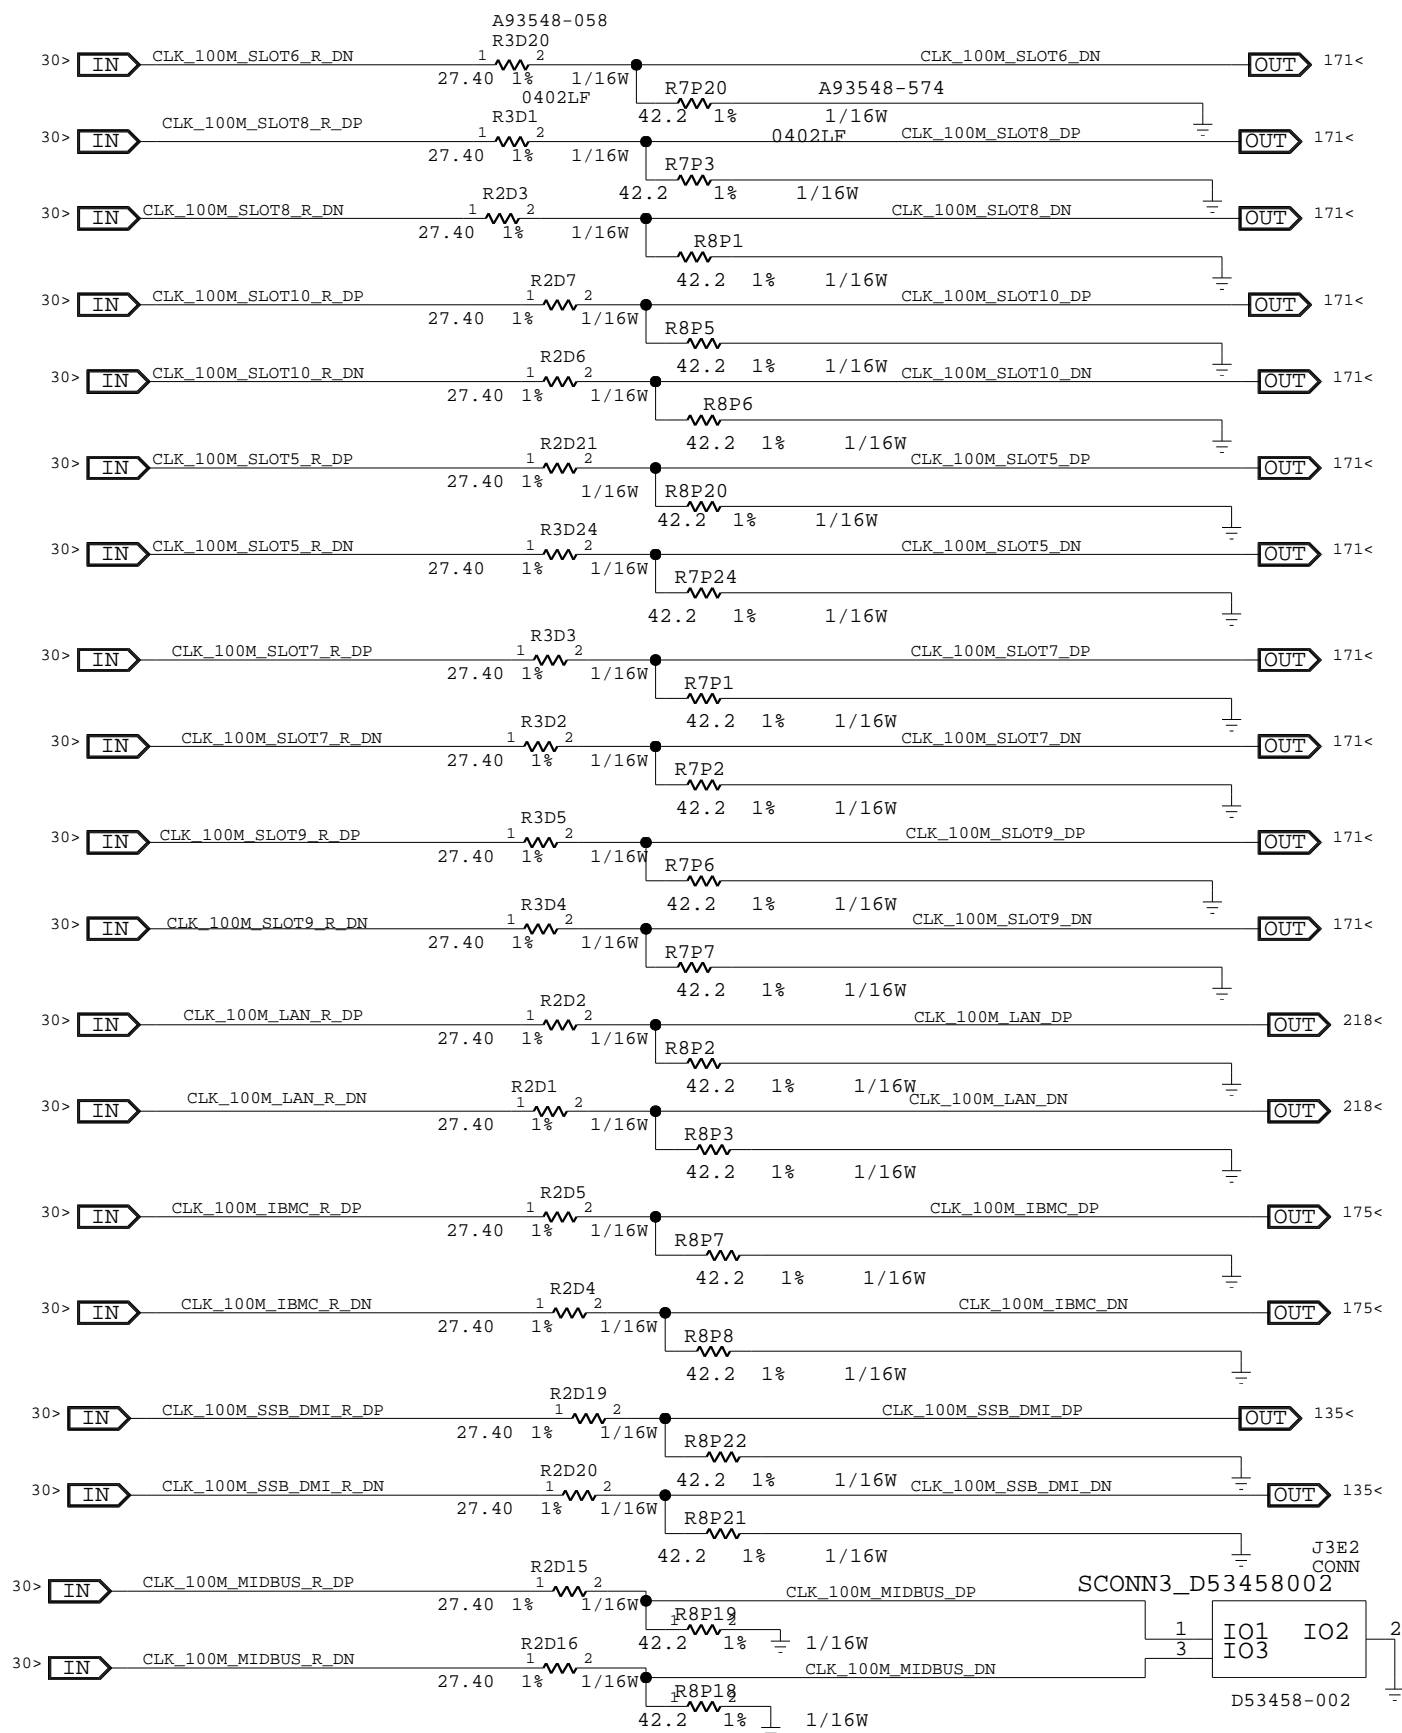 A93548-058
R3D20
30> IN CLK_100M_SLOT6_R_DN 1 2 CLK_100M_SLOT6_DN OUT 171<
27.40 1% 1/16W
0402LF
R7P20 A93548-574
42.2 1% 1/16W
0402LF
R3D1
30> IN CLK_100M_SLOT8_R_DP 1 2 CLK_100M_SLOT8_DP OUT 171<
27.40 1% 1/16W
R7P3
42.2 1% 1/16W
R2D3
30> IN CLK_100M_SLOT8_R_DN 1 2 CLK_100M_SLOT8_DN OUT 171<
27.40 1% 1/16W
R8P1
42.2 1% 1/16W
R2D7
30> IN CLK_100M_SLOT10_R_DP 1 2 CLK_100M_SLOT10_DP OUT 171<
27.40 1% 1/16W
R8P5
42.2 1% 1/16W
R2D6
30> IN CLK_100M_SLOT10_R_DN 1 2 CLK_100M_SLOT10_DN OUT 171<
27.40 1% 1/16W
R8P6
42.2 1% 1/16W
R2D21
30> IN CLK_100M_SLOT5_R_DP 1 2 CLK_100M_SLOT5_DP OUT 171<
27.40 1% 1/16W
R8P20
42.2 1% 1/16W
R3D24
30> IN CLK_100M_SLOT5_R_DN 1 2 CLK_100M_SLOT5_DN OUT 171<
27.40 1% 1/16W
R7P24
42.2 1% 1/16W
R3D3
30> IN CLK_100M_SLOT7_R_DP 1 2 CLK_100M_SLOT7_DP OUT 171<
27.40 1% 1/16W
R7P1
42.2 1% 1/16W
R3D2
30> IN CLK_100M_SLOT7_R_DN 1 2 CLK_100M_SLOT7_DN OUT 171<
27.40 1% 1/16W
R7P2
42.2 1% 1/16W
R3D5
30> IN CLK_100M_SLOT9_R_DP 1 2 CLK_100M_SLOT9_DP OUT 171<
27.40 1% 1/16W
R7P6
42.2 1% 1/16W
R3D4
30> IN CLK_100M_SLOT9_R_DN 1 2 CLK_100M_SLOT9_DN OUT 171<
27.40 1% 1/16W
R7P7
42.2 1% 1/16W
R2D2
30> IN CLK_100M_LAN_R_DP 1 2 CLK_100M_LAN_DP OUT 218<
27.40 1% 1/16W
R8P2
42.2 1% 1/16W
R2D1
30> IN CLK_100M_LAN_R_DN 1 2 CLK_100M_LAN_DN OUT 218<
27.40 1% 1/16W
R8P3
42.2 1% 1/16W
R2D5
30> IN CLK_100M_IBMC_R_DP 1 2 CLK_100M_IBMC_DP OUT 175<
27.40 1% 1/16W
R8P7
42.2 1% 1/16W
R2D4
30> IN CLK_100M_IBMC_R_DN 1 2 CLK_100M_IBMC_DN OUT 175<
27.40 1% 1/16W
R8P8
42.2 1% 1/16W
R2D19
30> IN CLK_100M_SSB_DMI_R_DP 1 2 CLK_100M_SSB_DMI_DP OUT 135<
27.40 1% 1/16W
R8P22
42.2 1% 1/16W
R2D20
30> IN CLK_100M_SSB_DMI_R_DN 1 2 CLK_100M_SSB_DMI_DN OUT 135<
27.40 1% 1/16W
R8P21
42.2 1% 1/16W
J3E2
CONN
SCONN3_D53458002
R2D15
30> IN CLK_100M_MIDBUS_R_DP 1 2 CLK_100M_MIDBUS_DP
27.40 1% 1/16W
R8P19
1 2
42.2 1% 1/16W
1 IO1 IO2 2
3 IO3
R2D16
30> IN CLK_100M_MIDBUS_R_DN 1 2 CLK_100M_MIDBUS_DN
27.40 1% 1/16W
R8P18
1 2
42.2 1% 1/16W
D53458-002